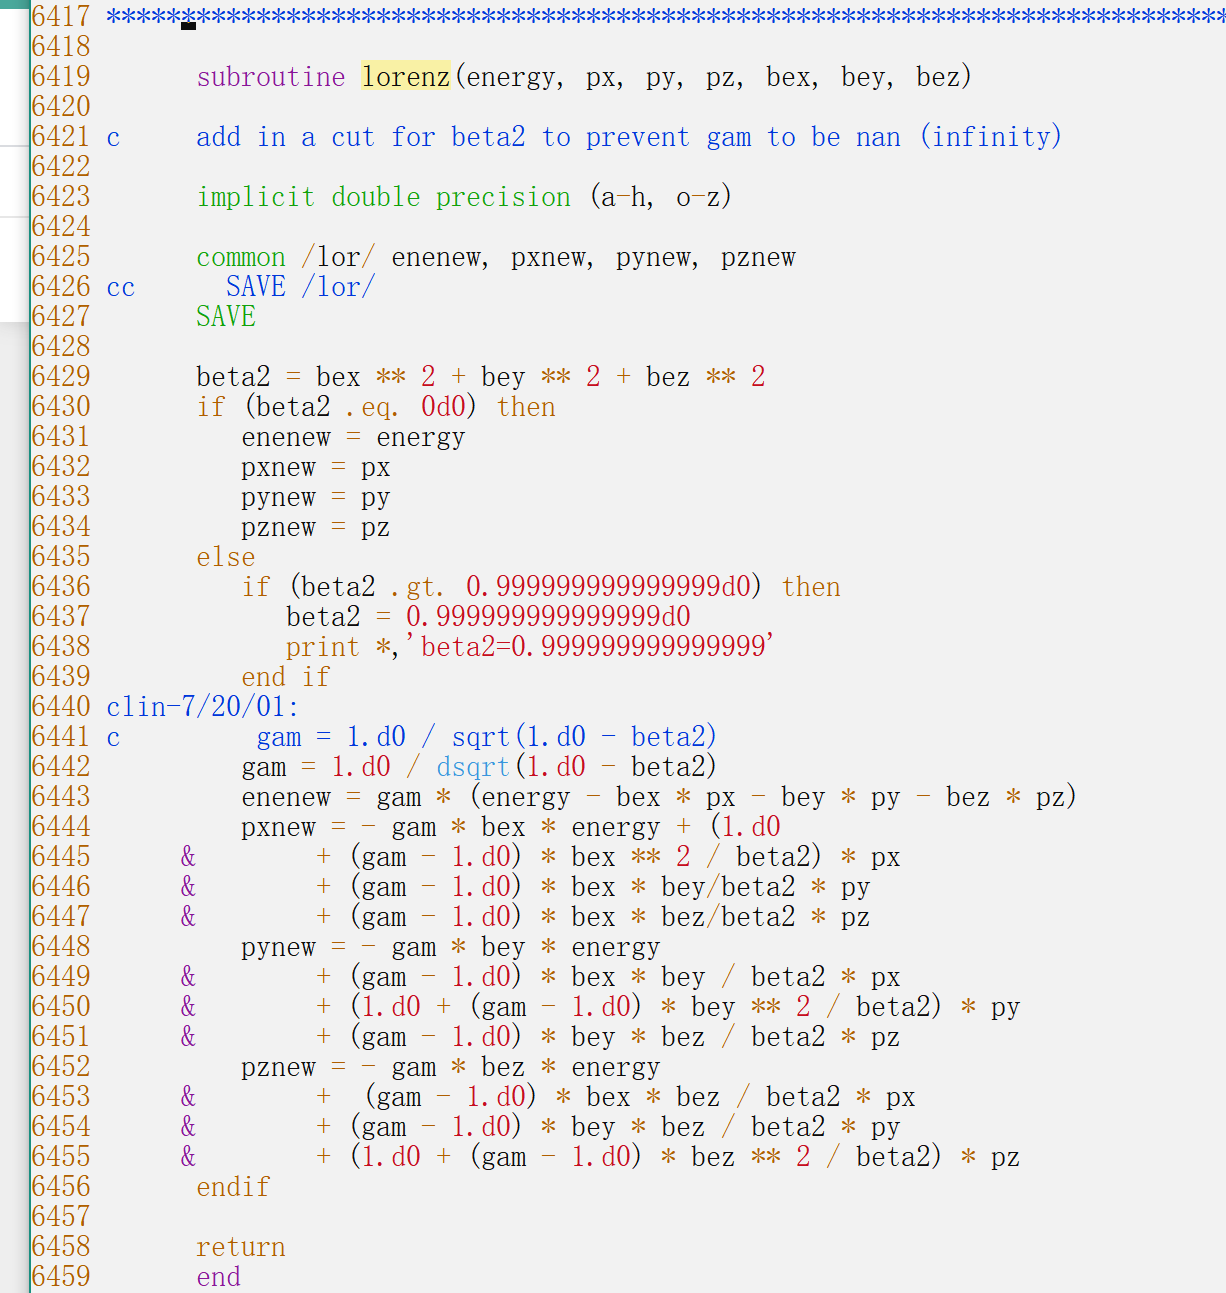 6417 ***************************************************************************
6418
6419       subroutine lorenz(energy, px, py, pz, bex, bey, bez)
6420
6421 c     add in a cut for beta2 to prevent gam to be nan (infinity)
6422
6423       implicit double precision (a-h, o-z)
6424
6425       common /lor/ enenew, pxnew, pynew, pznew
6426 cc      SAVE /lor/
6427       SAVE
6428
6429       beta2 = bex ** 2 + bey ** 2 + bez ** 2
6430       if (beta2 .eq. 0d0) then
6431          enenew = energy
6432          pxnew = px
6433          pynew = py
6434          pznew = pz
6435       else
6436          if (beta2 .gt. 0.999999999999999d0) then
6437             beta2 = 0.999999999999999d0
6438             print *,'beta2=0.999999999999999'
6439          end if
6440 clin-7/20/01:
6441 c         gam = 1.d0 / sqrt(1.d0 - beta2)
6442          gam = 1.d0 / dsqrt(1.d0 - beta2)
6443          enenew = gam * (energy - bex * px - bey * py - bez * pz)
6444          pxnew = - gam * bex * energy + (1.d0
6445      &        + (gam - 1.d0) * bex ** 2 / beta2) * px
6446      &        + (gam - 1.d0) * bex * bey/beta2 * py
6447      &        + (gam - 1.d0) * bex * bez/beta2 * pz
6448          pynew = - gam * bey * energy
6449      &        + (gam - 1.d0) * bex * bey / beta2 * px
6450      &        + (1.d0 + (gam - 1.d0) * bey ** 2 / beta2) * py
6451      &        + (gam - 1.d0) * bey * bez / beta2 * pz
6452          pznew = - gam * bez * energy
6453      &        +  (gam - 1.d0) * bex * bez / beta2 * px
6454      &        + (gam - 1.d0) * bey * bez / beta2 * py
6455      &        + (1.d0 + (gam - 1.d0) * bez ** 2 / beta2) * pz
6456       endif
6457
6458       return
6459       end